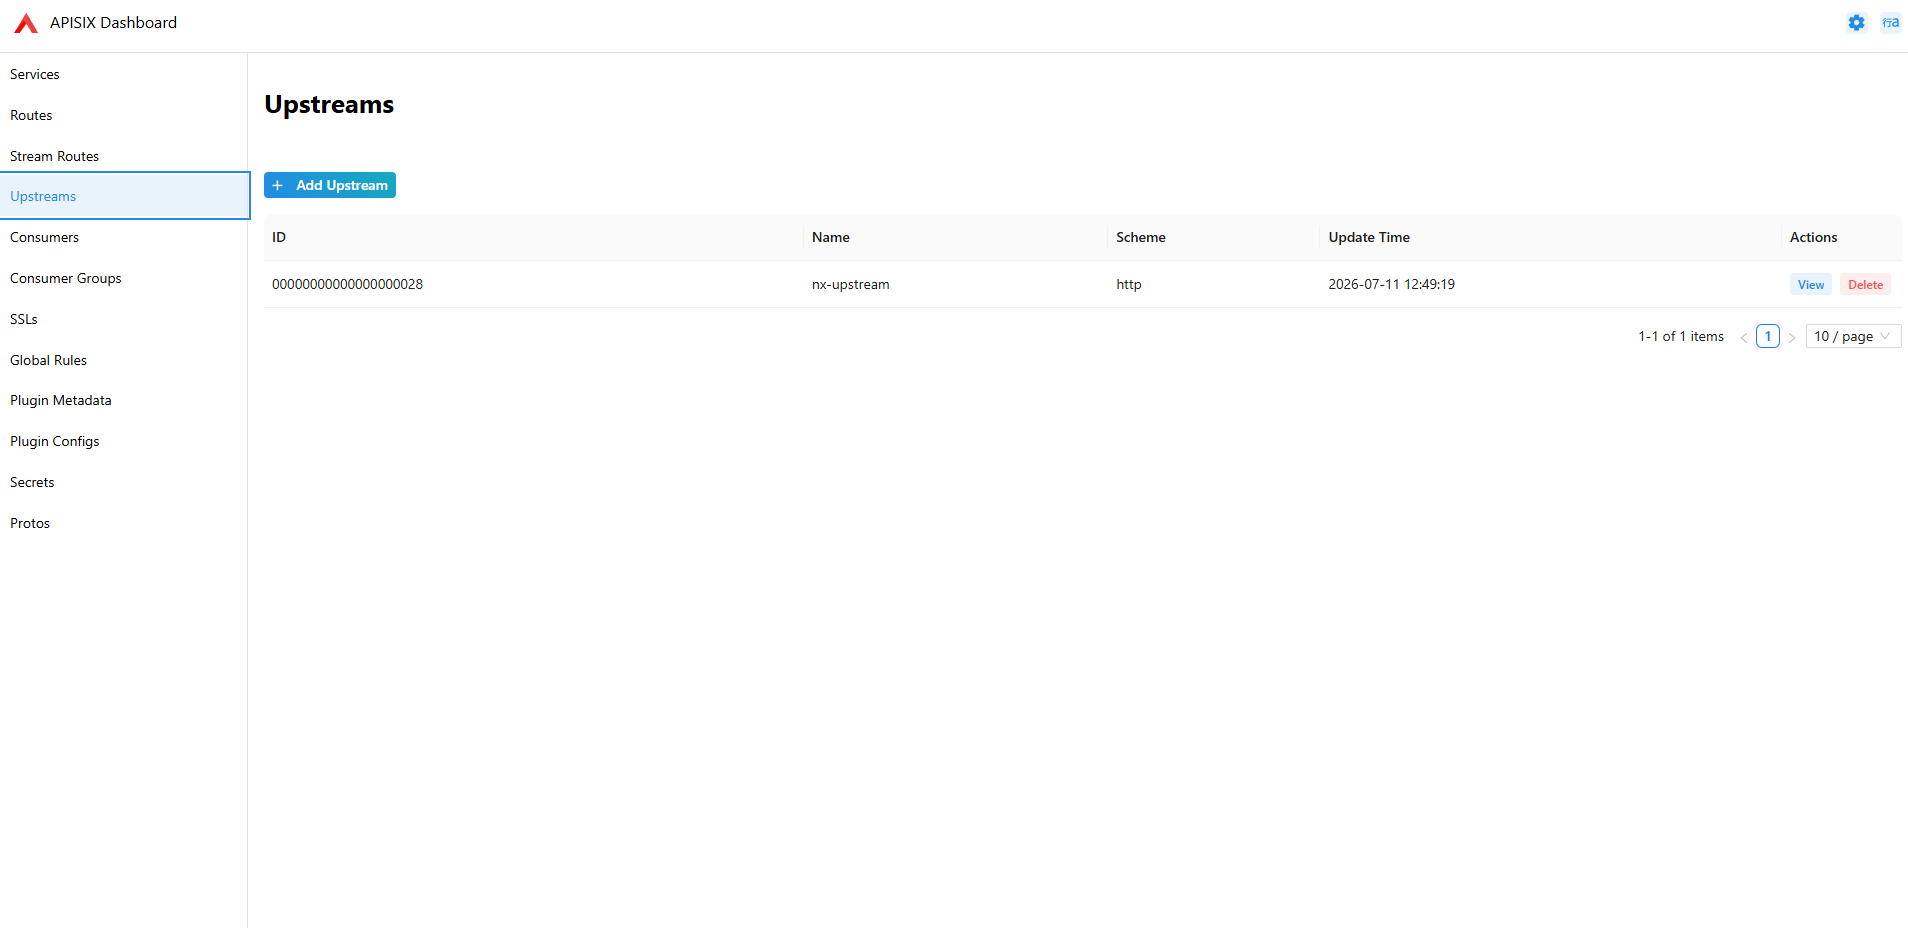 APISIX Dashboard
行a
Services
Routes
Stream Routes
Upstreams
Consumers
Consumer Groups
SSLs
Global Rules
Plugin Metadata
Plugin Configs
Secrets
Protos
Upstreams
+ Add Upstream
ID Name Scheme Update Time Actions
00000000000000000028 nx-upstream http 2026-07-11 12:49:19 View Delete
1-1 of 1 items < 1 > 10 / page